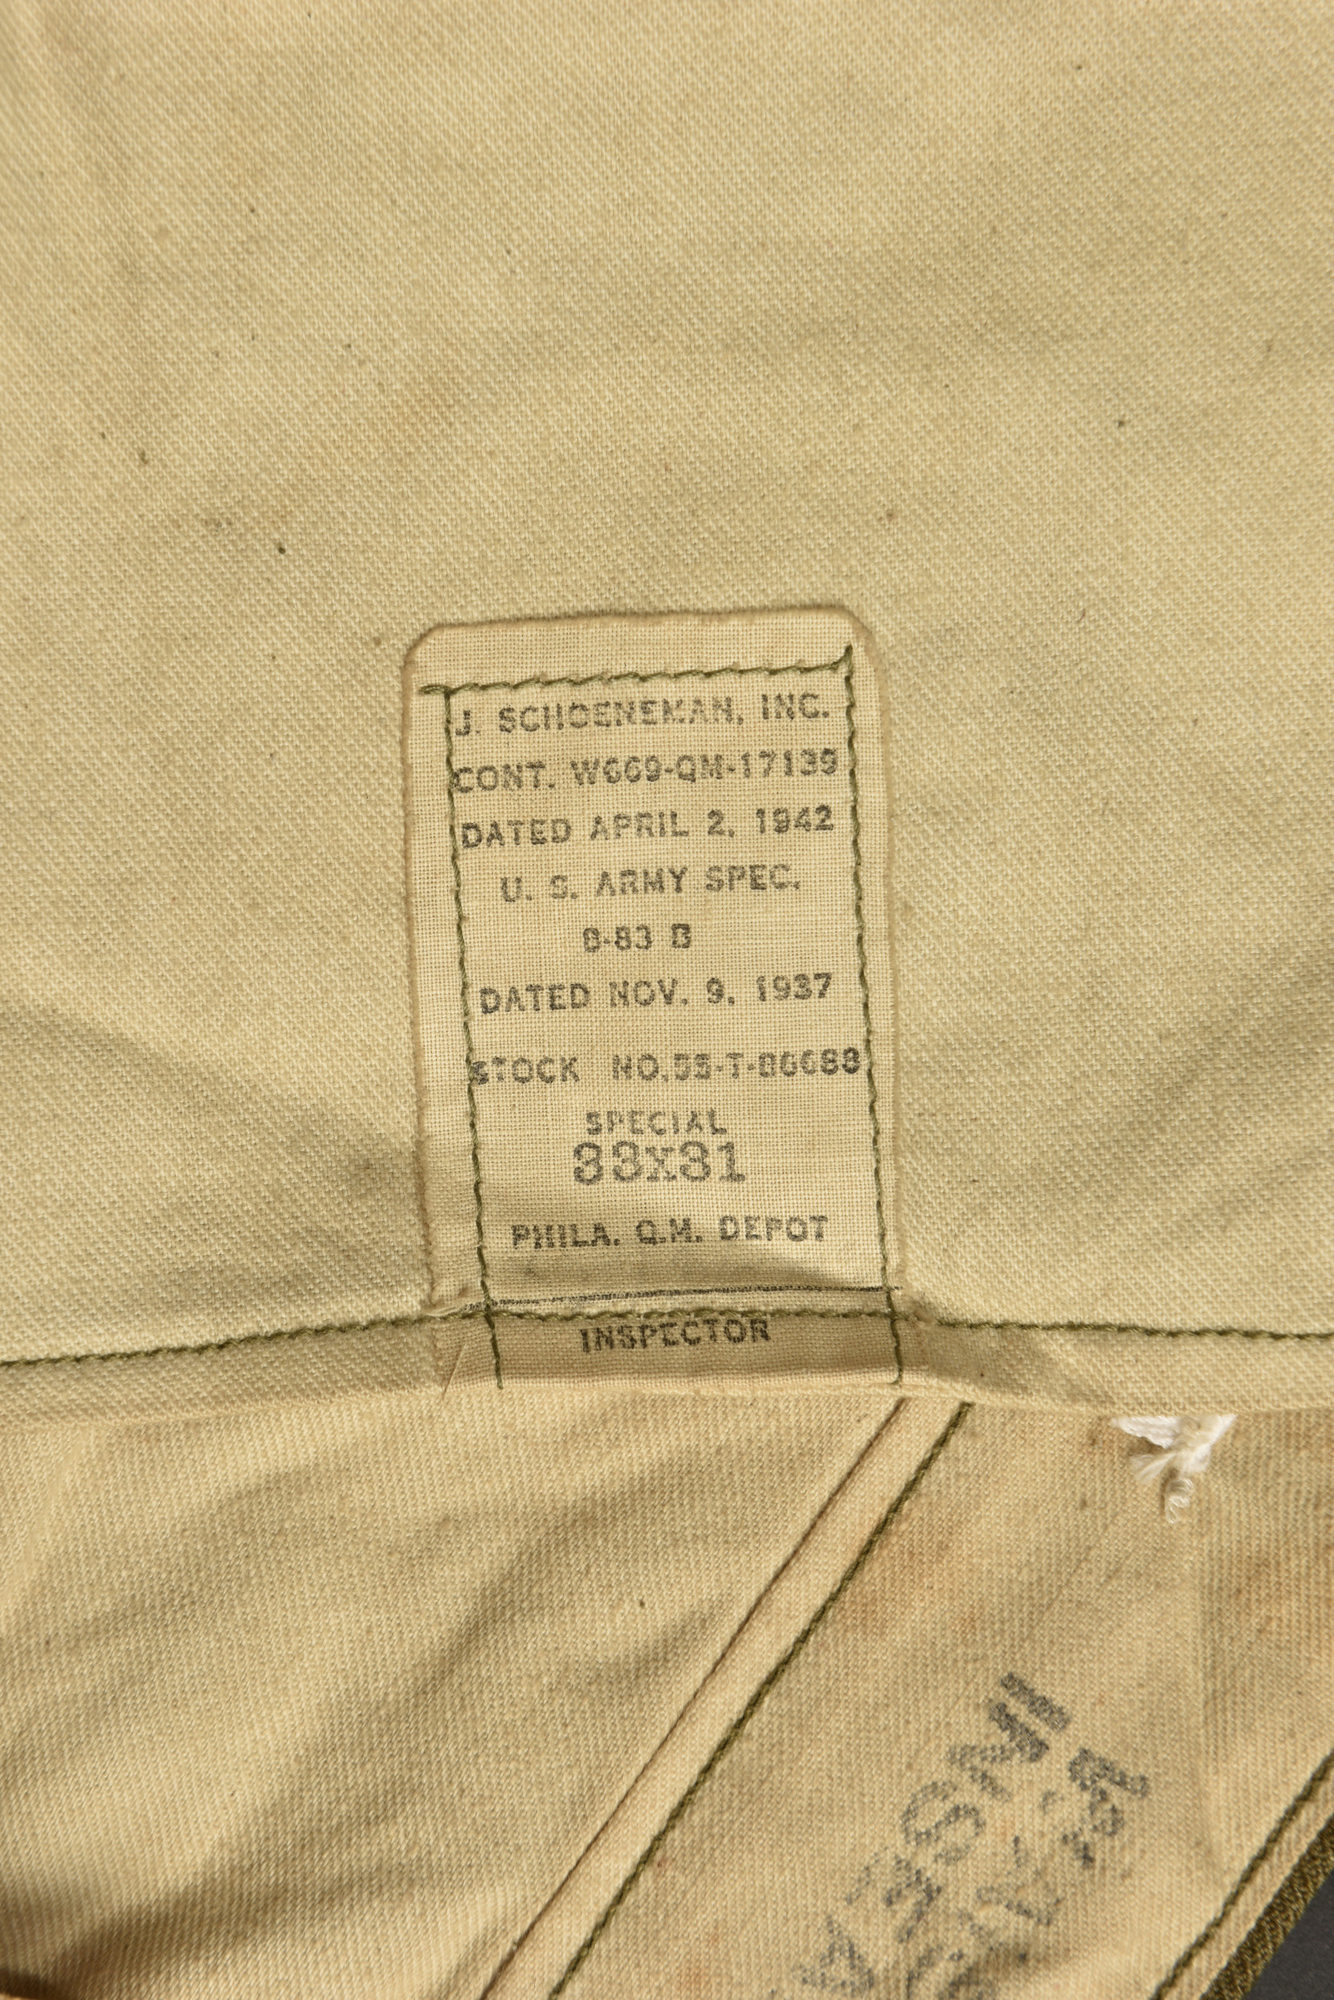 J. SCHOENEMAN, INC.
CONT. W669-QM-17139
DATED APRIL 2, 1942
U. S. ARMY SPEC.
8-83 B
DATED NOV. 9, 1937
STOCK NO. 55-T-86688
SPECIAL
33X31
PHILA. Q.M. DEPOT
INSPECTOR